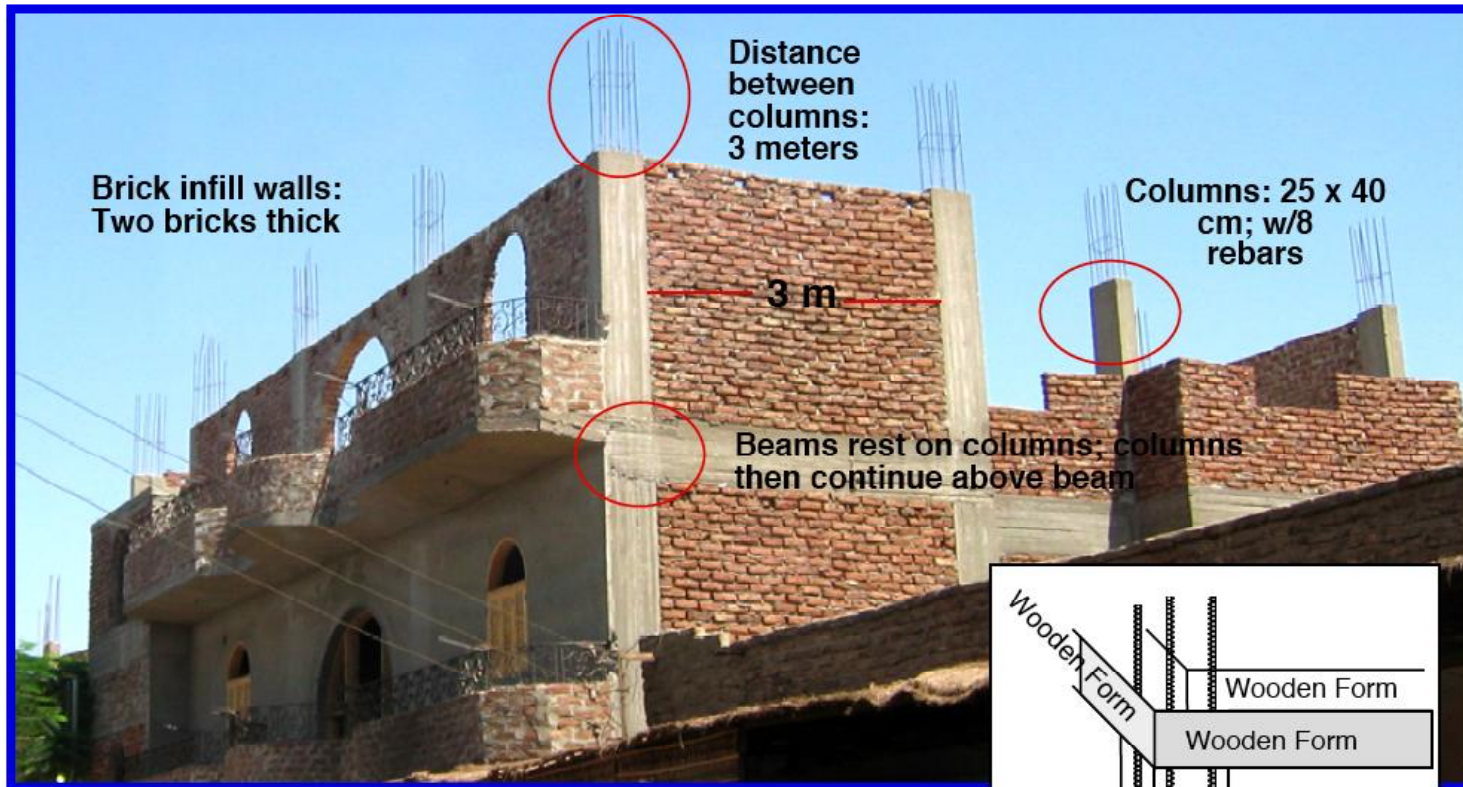 Distance
between
columns:
3 meters
Brick infill walls:
Two bricks thick
Columns: 25 x 40
cm; w/8
rebars
3 m
Beams rest on columns; columns
then continue above beam
Wooden Form
Wooden Form
Wooden Form